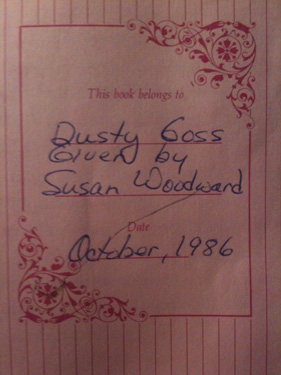 This book belongs to
Dusty Goss
Given by
Susan Woodward
Date
October, 1986